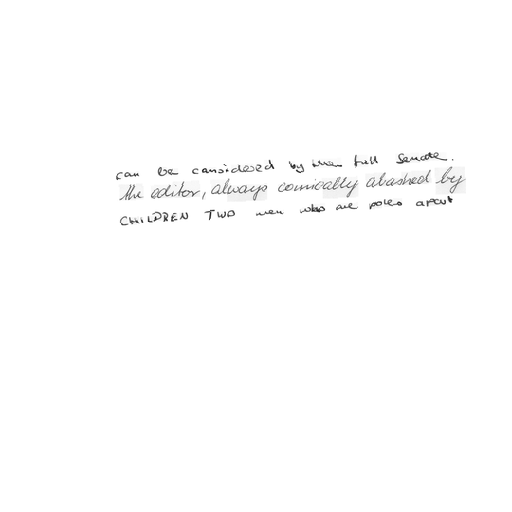 can be considered by the full Senate.
the editor, always comically abashed by
CHILDREN TWO men who are poles apart